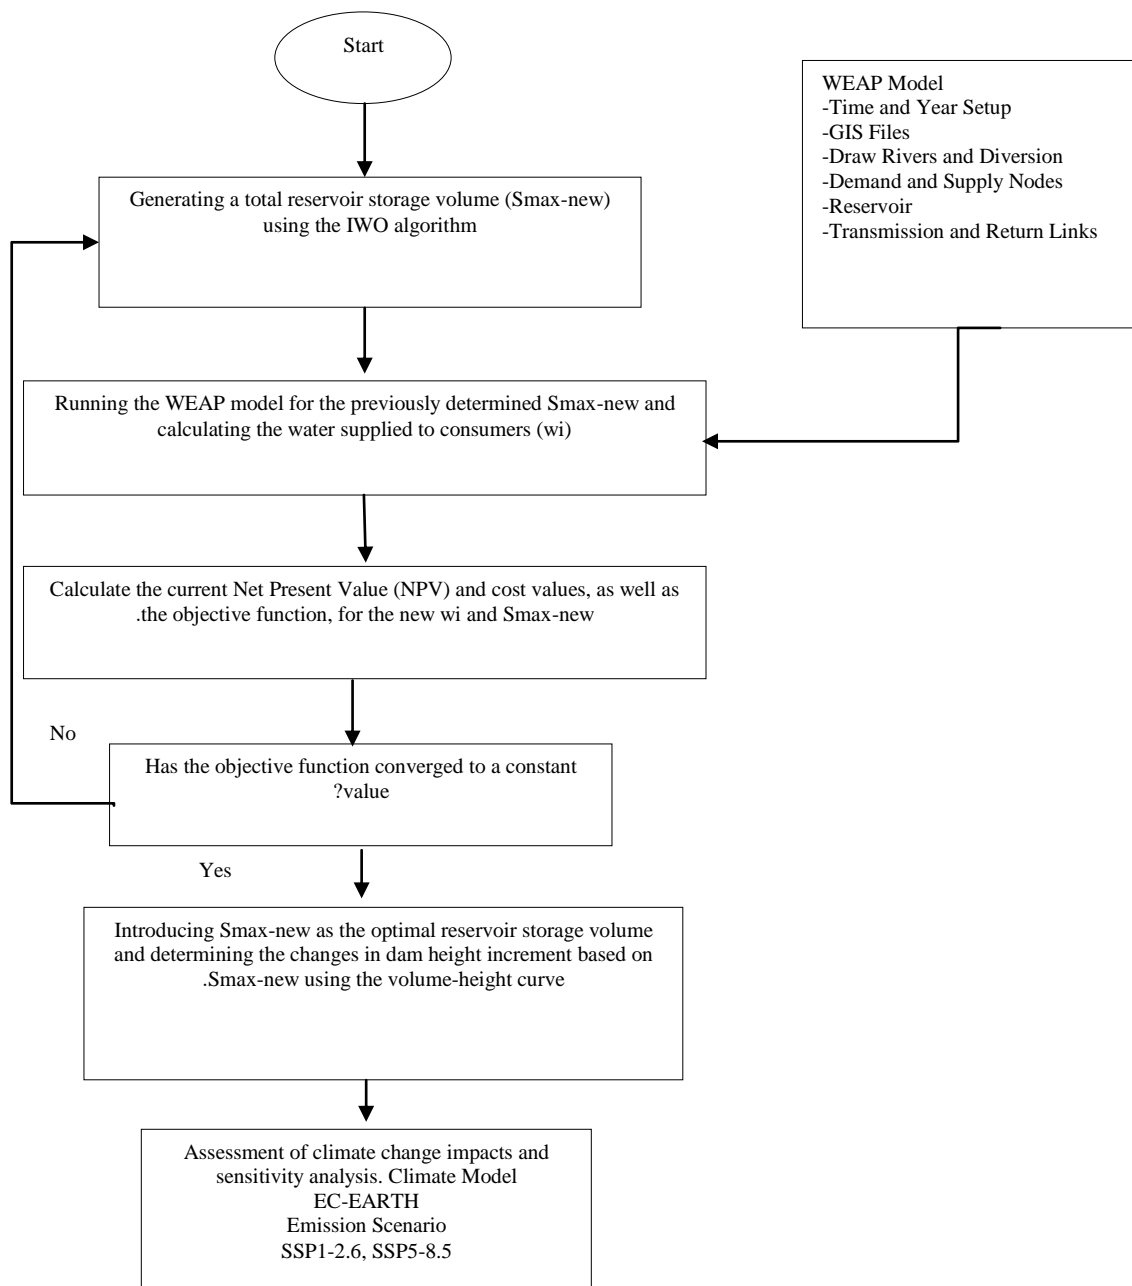 Start
WEAP Model
-Time and Year Setup
-GIS Files
-Draw Rivers and Diversion
-Demand and Supply Nodes
-Reservoir
-Transmission and Return Links
Generating a total reservoir storage volume (Smax-new)
using the IWO algorithm
Running the WEAP model for the previously determined Smax-new and
calculating the water supplied to consumers (wi)
Calculate the current Net Present Value (NPV) and cost values, as well as
.the objective function, for the new wi and Smax-new
No
Has the objective function converged to a constant
?value
Yes
Introducing Smax-new as the optimal reservoir storage volume
and determining the changes in dam height increment based on
.Smax-new using the volume-height curve
Assessment of climate change impacts and
sensitivity analysis. Climate Model
EC-EARTH
Emission Scenario
SSP1-2.6, SSP5-8.5